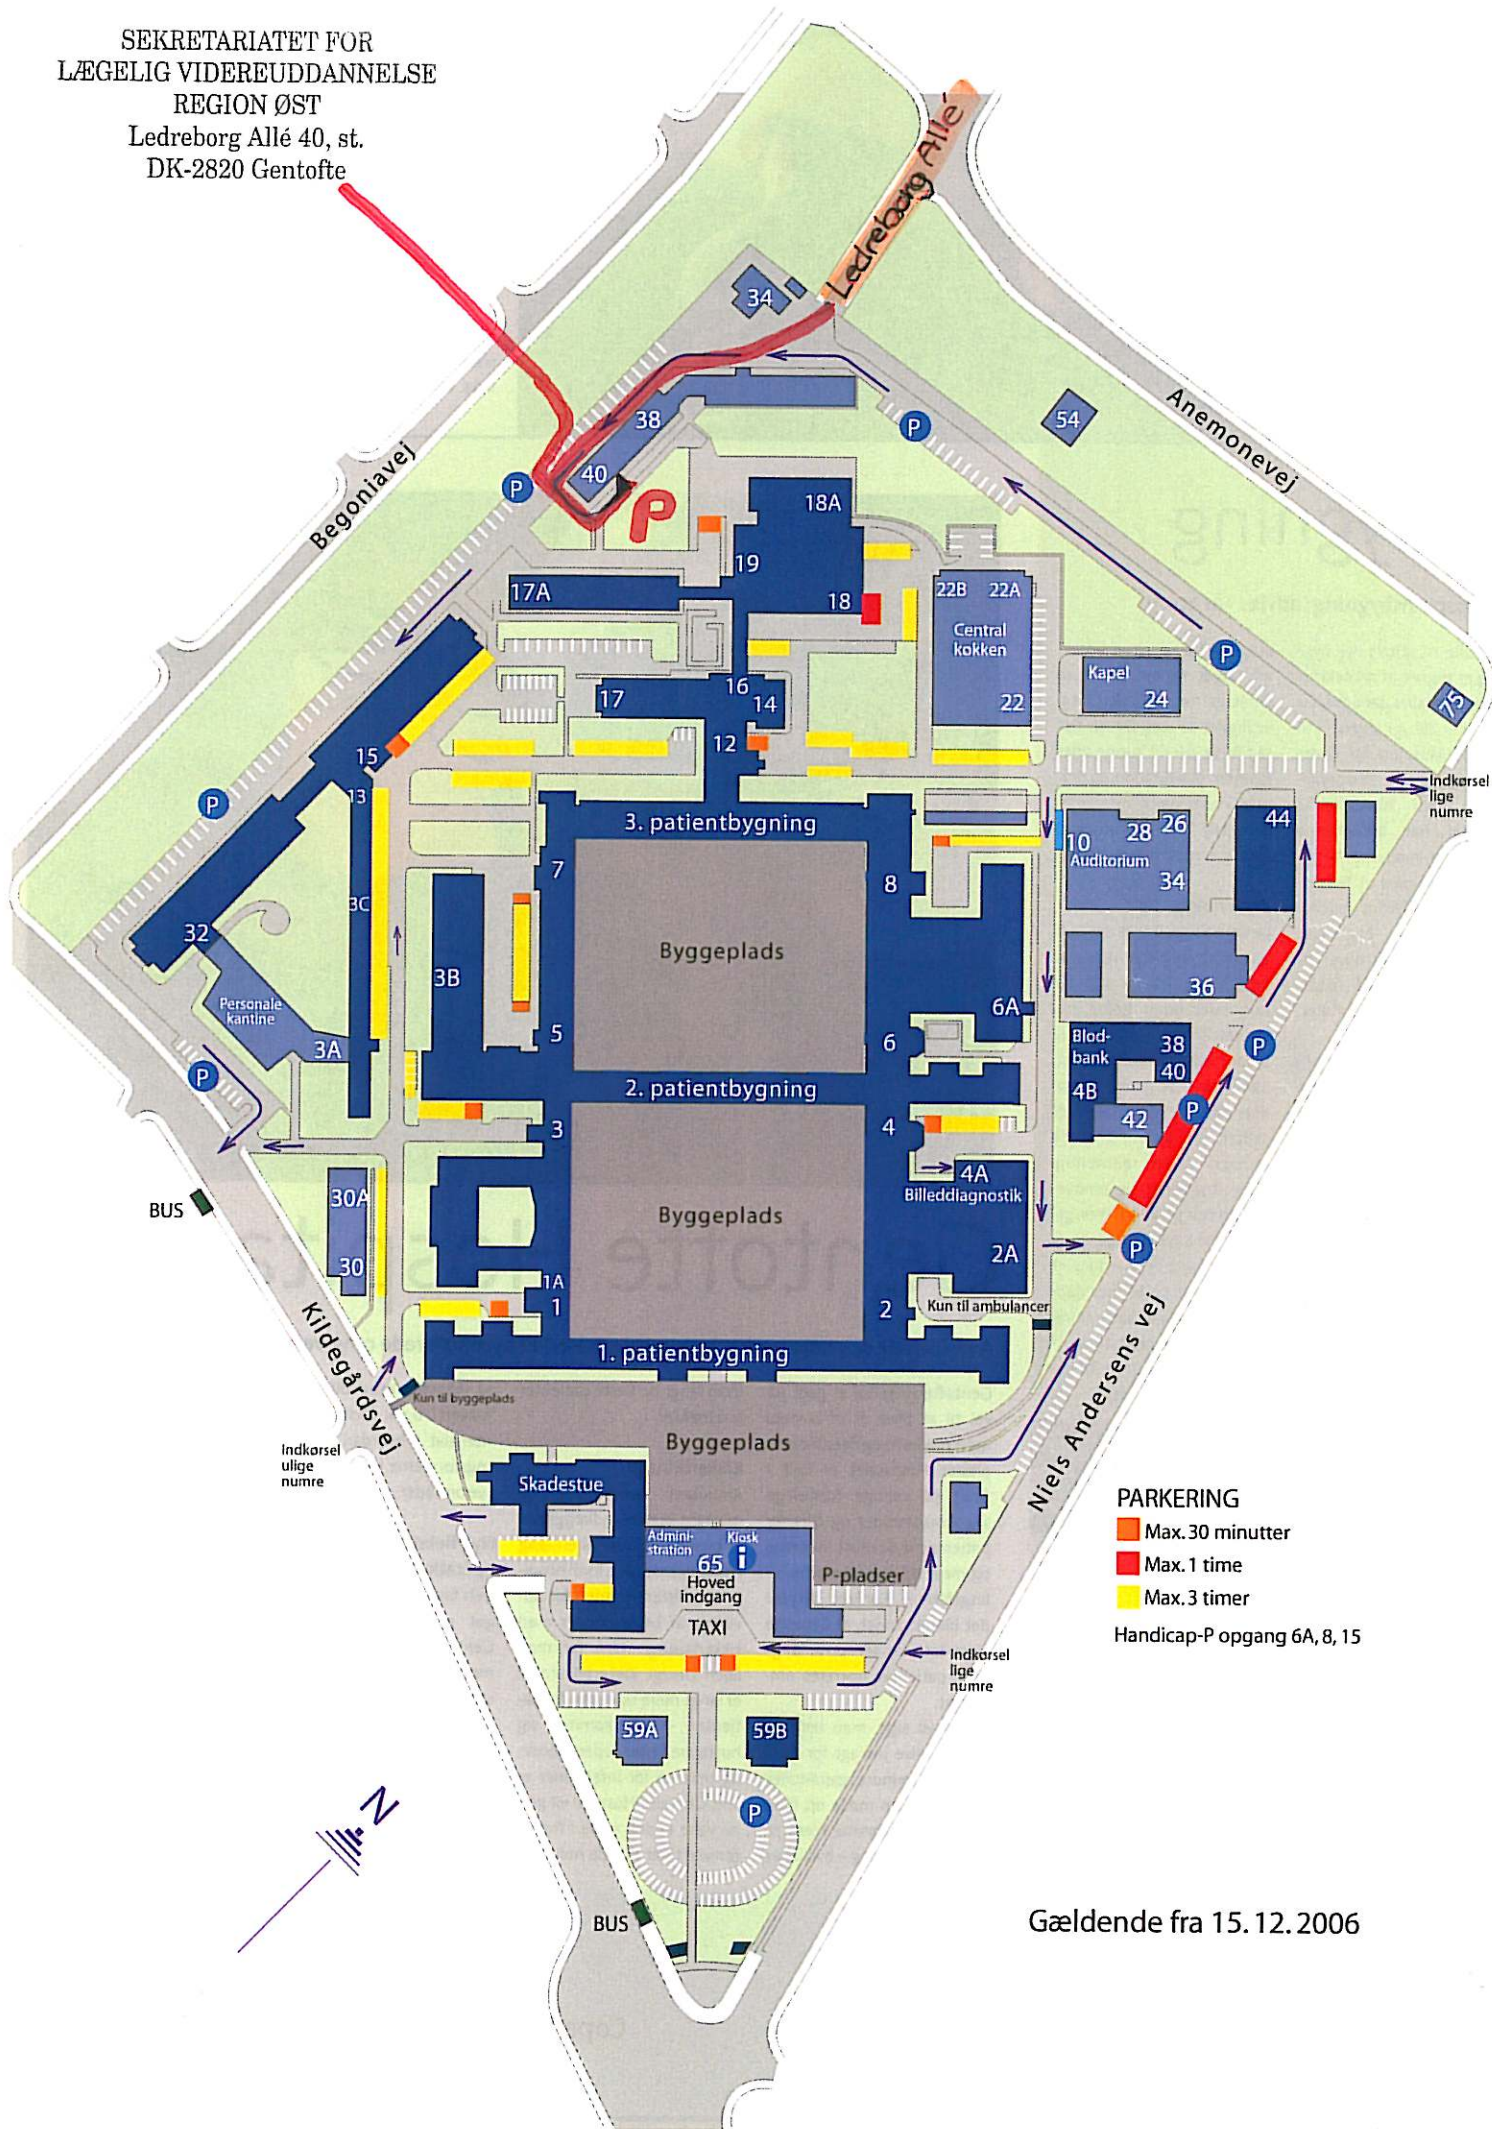 SEKRETARIATET FOR
LÆGELIG VIDEREUDDANNELSE
REGION ØST
Ledreborg Allé 40, st.
DK-2820 Gentofte
Ledreborg Allé
34
38
40
P
P
P
54
Anemonevej
Begoniavej
18A
19
17A
18
22B
22A
Central
køkken
22
P
Kapel
24
75
17
16
14
12
15
13
P
Indkørsel
lige
numre
3. patientbygning
7
8
10
28
26
Auditorium
34
44
3C
32
3B
Byggeplads
6A
36
Personale
kantine
3A
5
6
Blod-
bank
38
40
4B
42
P
P
P
2. patientbygning
3
4
4A
Billeddiagnostik
2A
P
BUS
30A
30
Byggeplads
1A
1
2
Kun til ambulancer
1. patientbygning
Kildegårdsvej
Kun til byggeplads
Niels Andersens vej
Indkørsel
ulige
numre
Byggeplads
Skadestue
Admini-
stration
Kiosk
65
i
Hoved
indgang
P-pladser
TAXI
PARKERING
Max. 30 minutter
Max. 1 time
Max. 3 timer
Handicap-P opgang 6A, 8, 15
Indkørsel
lige
numre
59A
59B
P
N
BUS
Gældende fra 15.12.2006